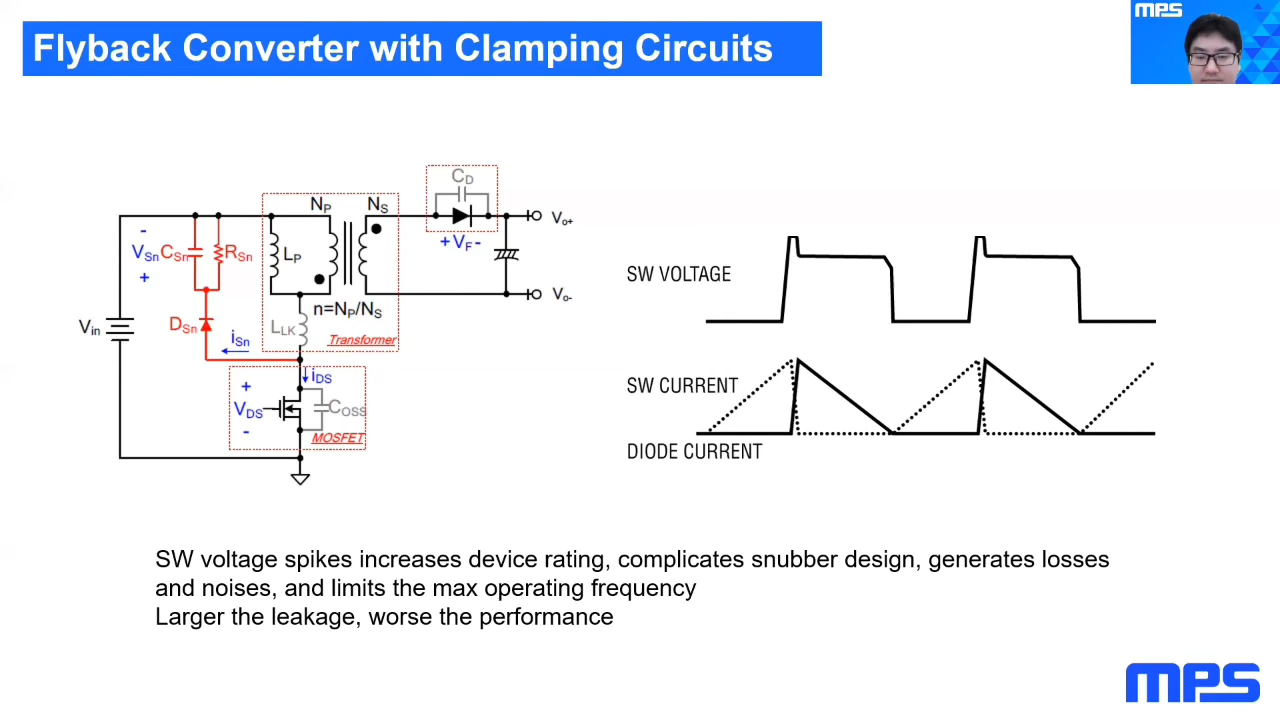 Flyback Converter with Clamping Circuits
mps
CD
NP
NS
Vo+
+VF-
-
VSn
CSn
RSn
LP
+
Vo-
n=NP/NS
Vin
DSn
LLK
iSn
Transformer
iDS
+
VDS
COSS
-
MOSFET
SW VOLTAGE
SW CURRENT
DIODE CURRENT
SW voltage spikes increases device rating, complicates snubber design, generates losses
and noises, and limits the max operating frequency
Larger the leakage, worse the performance
mps